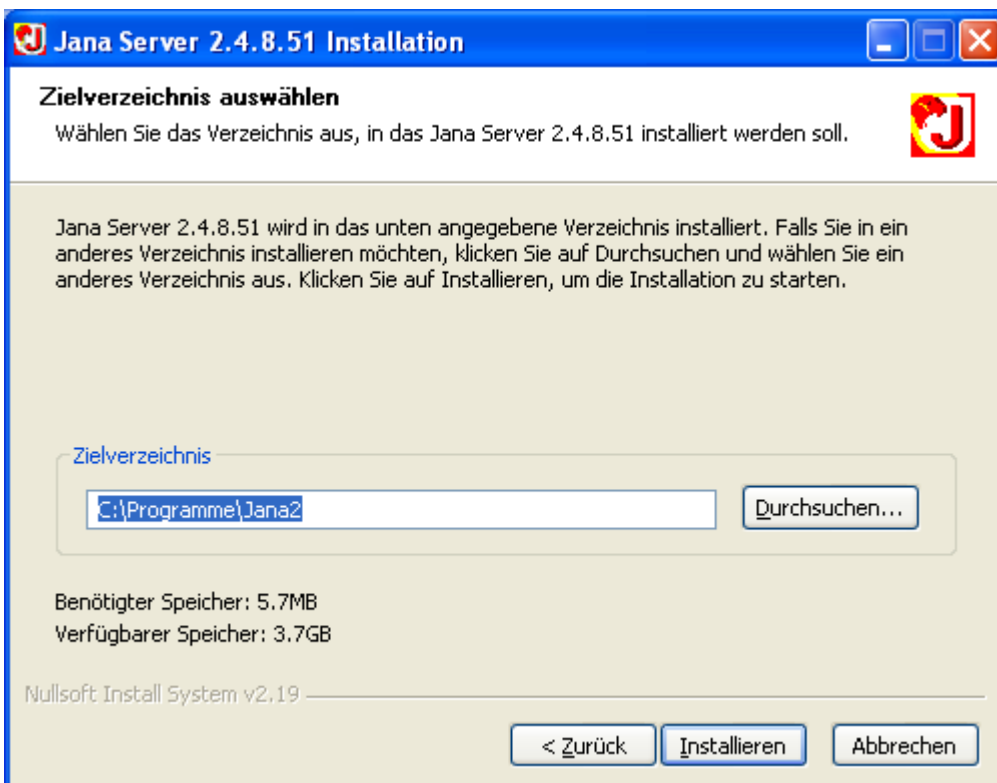 Jana Server 2.4.8.51 Installation
Zielverzeichnis auswählen
Wählen Sie das Verzeichnis aus, in das Jana Server 2.4.8.51 installiert werden soll.
Jana Server 2.4.8.51 wird in das unten angegebene Verzeichnis installiert. Falls Sie in ein
anderes Verzeichnis installieren möchten, klicken Sie auf Durchsuchen und wählen Sie ein
anderes Verzeichnis aus. Klicken Sie auf Installieren, um die Installation zu starten.
Zielverzeichnis
C:\Programme\Jana2
Durchsuchen...
Benötigter Speicher: 5.7MB
Verfügbarer Speicher: 3.7GB
Nullsoft Install System v2.19
< Zurück
Installieren
Abbrechen